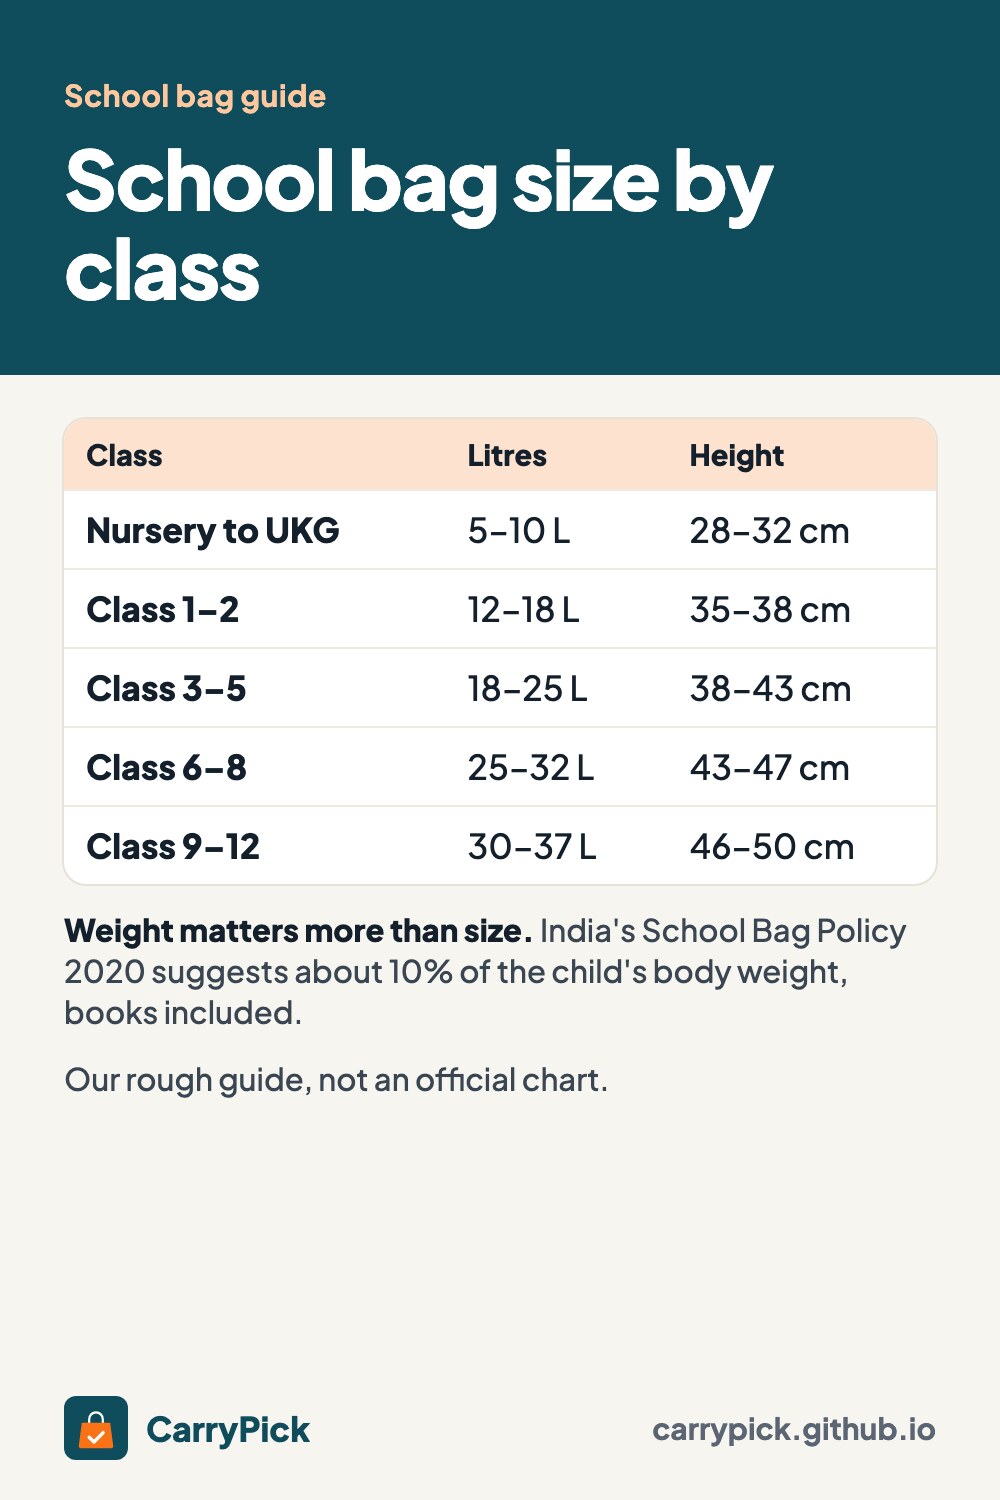 School bag guide
School bag size by
class
Class Litres Height
Nursery to UKG 5–10 L 28–32 cm
Class 1–2 12–18 L 35–38 cm
Class 3–5 18–25 L 38–43 cm
Class 6–8 25–32 L 43–47 cm
Class 9–12 30–37 L 46–50 cm
Weight matters more than size. India's School Bag Policy
2020 suggests about 10% of the child's body weight,
books included.
Our rough guide, not an official chart.
CarryPick carrypick.github.io